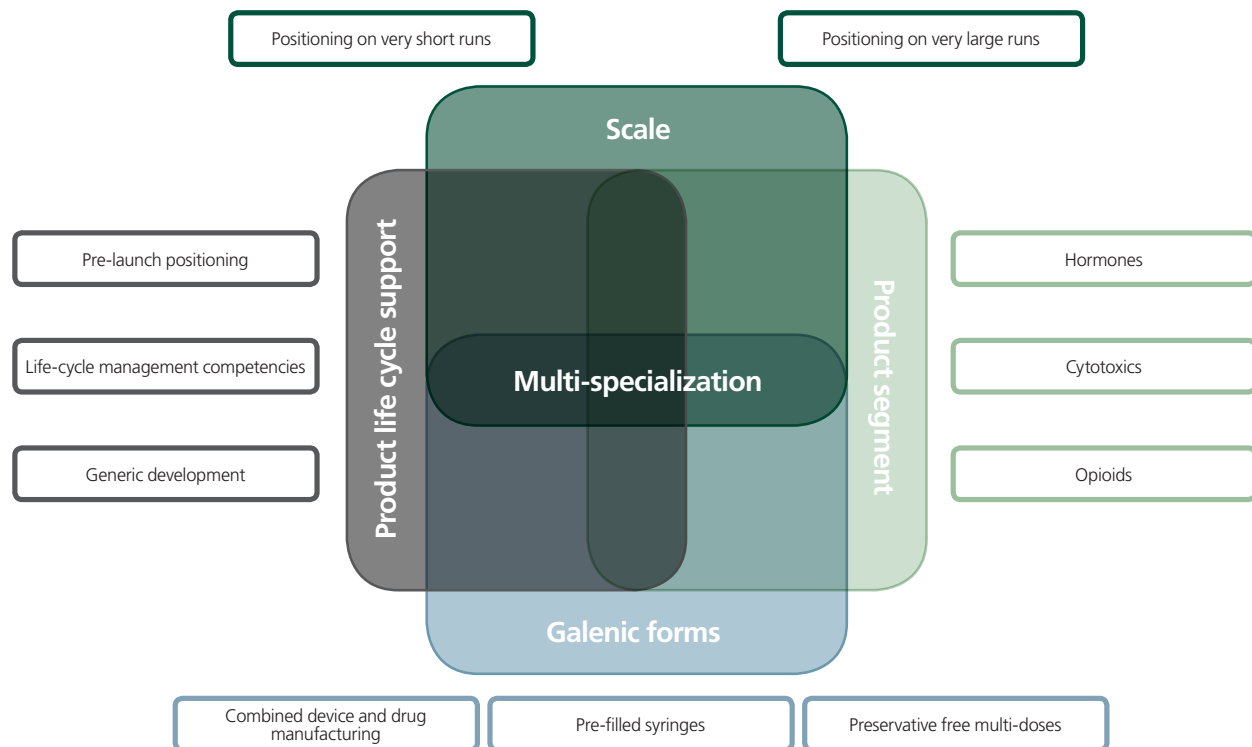 Positioning on very short runs
Positioning on very large runs
Scale
Product life cycle support
Product segment
Pre-launch positioning
Hormones
Life-cycle management competencies
Multi-specialization
Cytotoxics
Generic development
Opioids
Galenic forms
Combined device and drug
manufacturing
Pre-filled syringes
Preservative free multi-doses